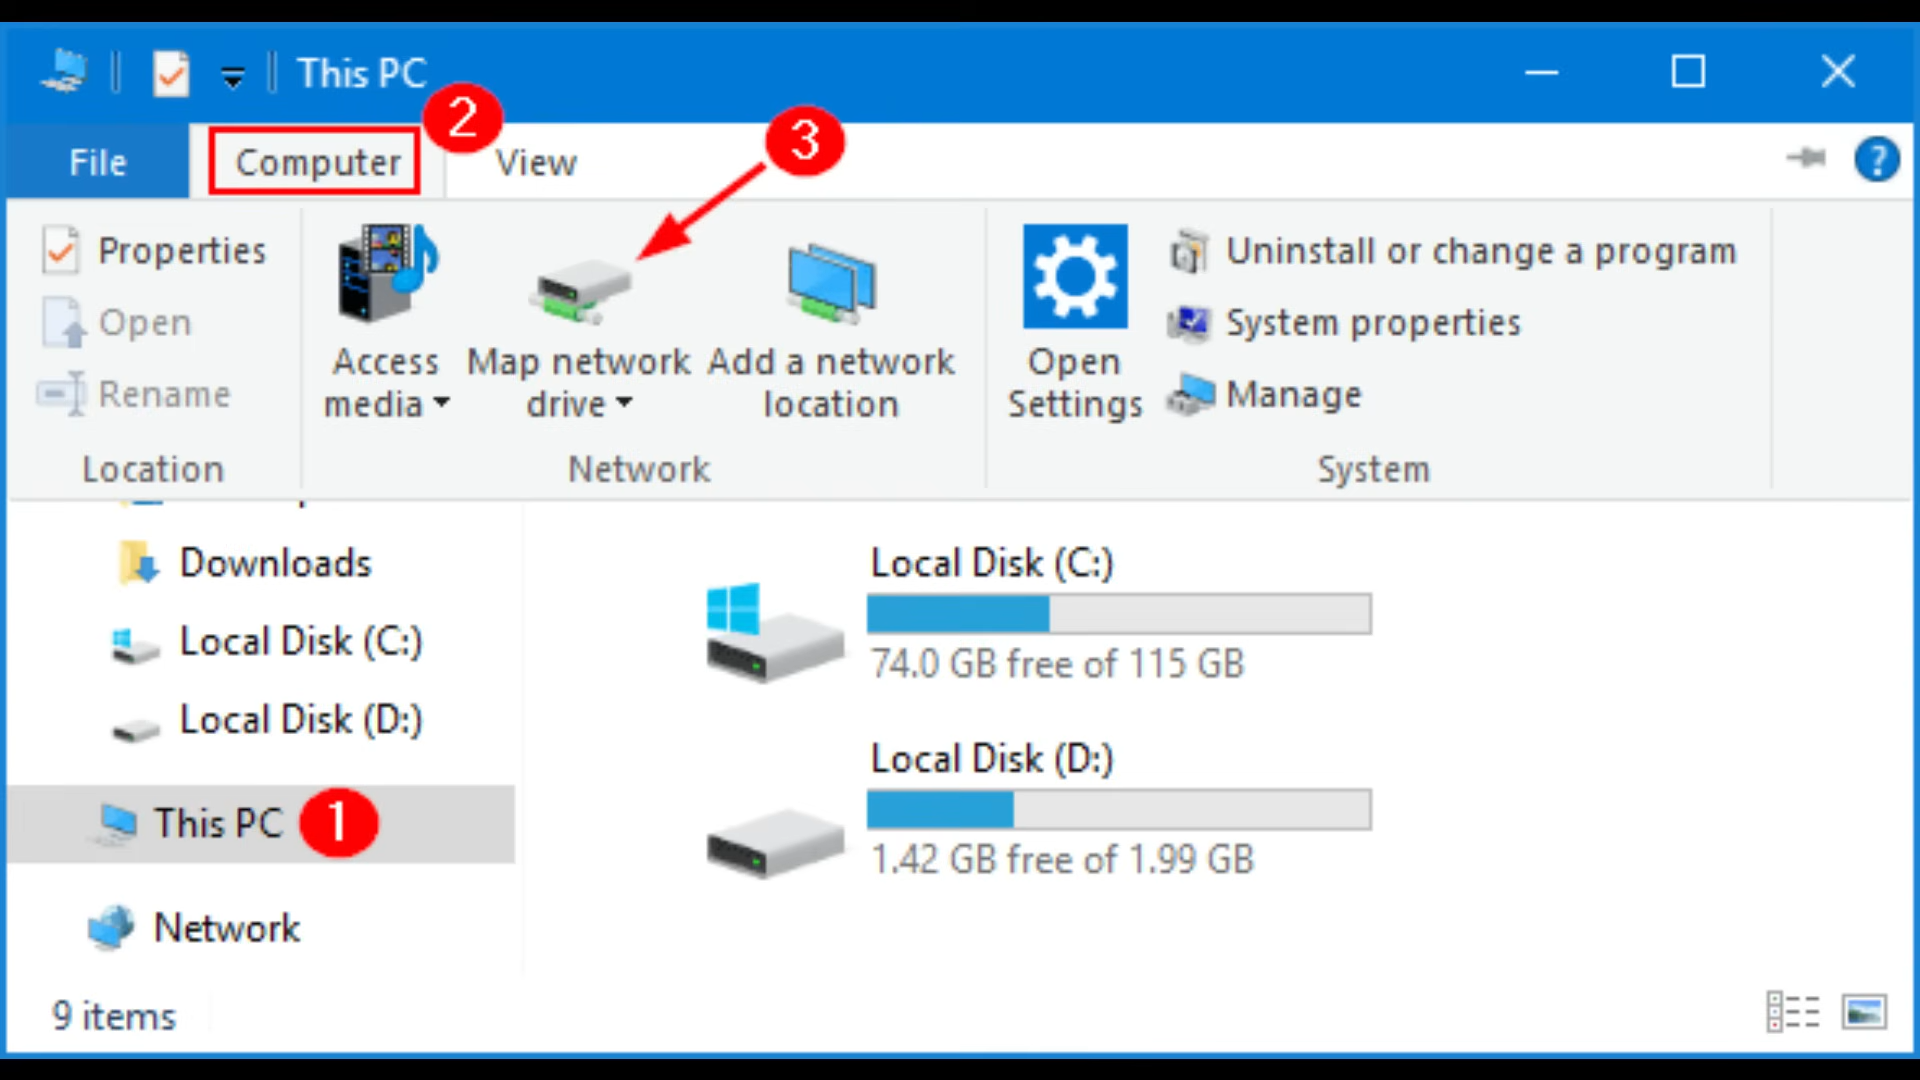 This PC
2
3
File
Computer
View
?
Properties
Open
Rename
Location
Access
media
Map network
drive
Add a network
location
Network
Open
Settings
Uninstall or change a program
System properties
Manage
System
Downloads
Local Disk (C:)
Local Disk (D:)
This PC
1
Network
Local Disk (C:)
74.0 GB free of 115 GB
Local Disk (D:)
1.42 GB free of 1.99 GB
9 items